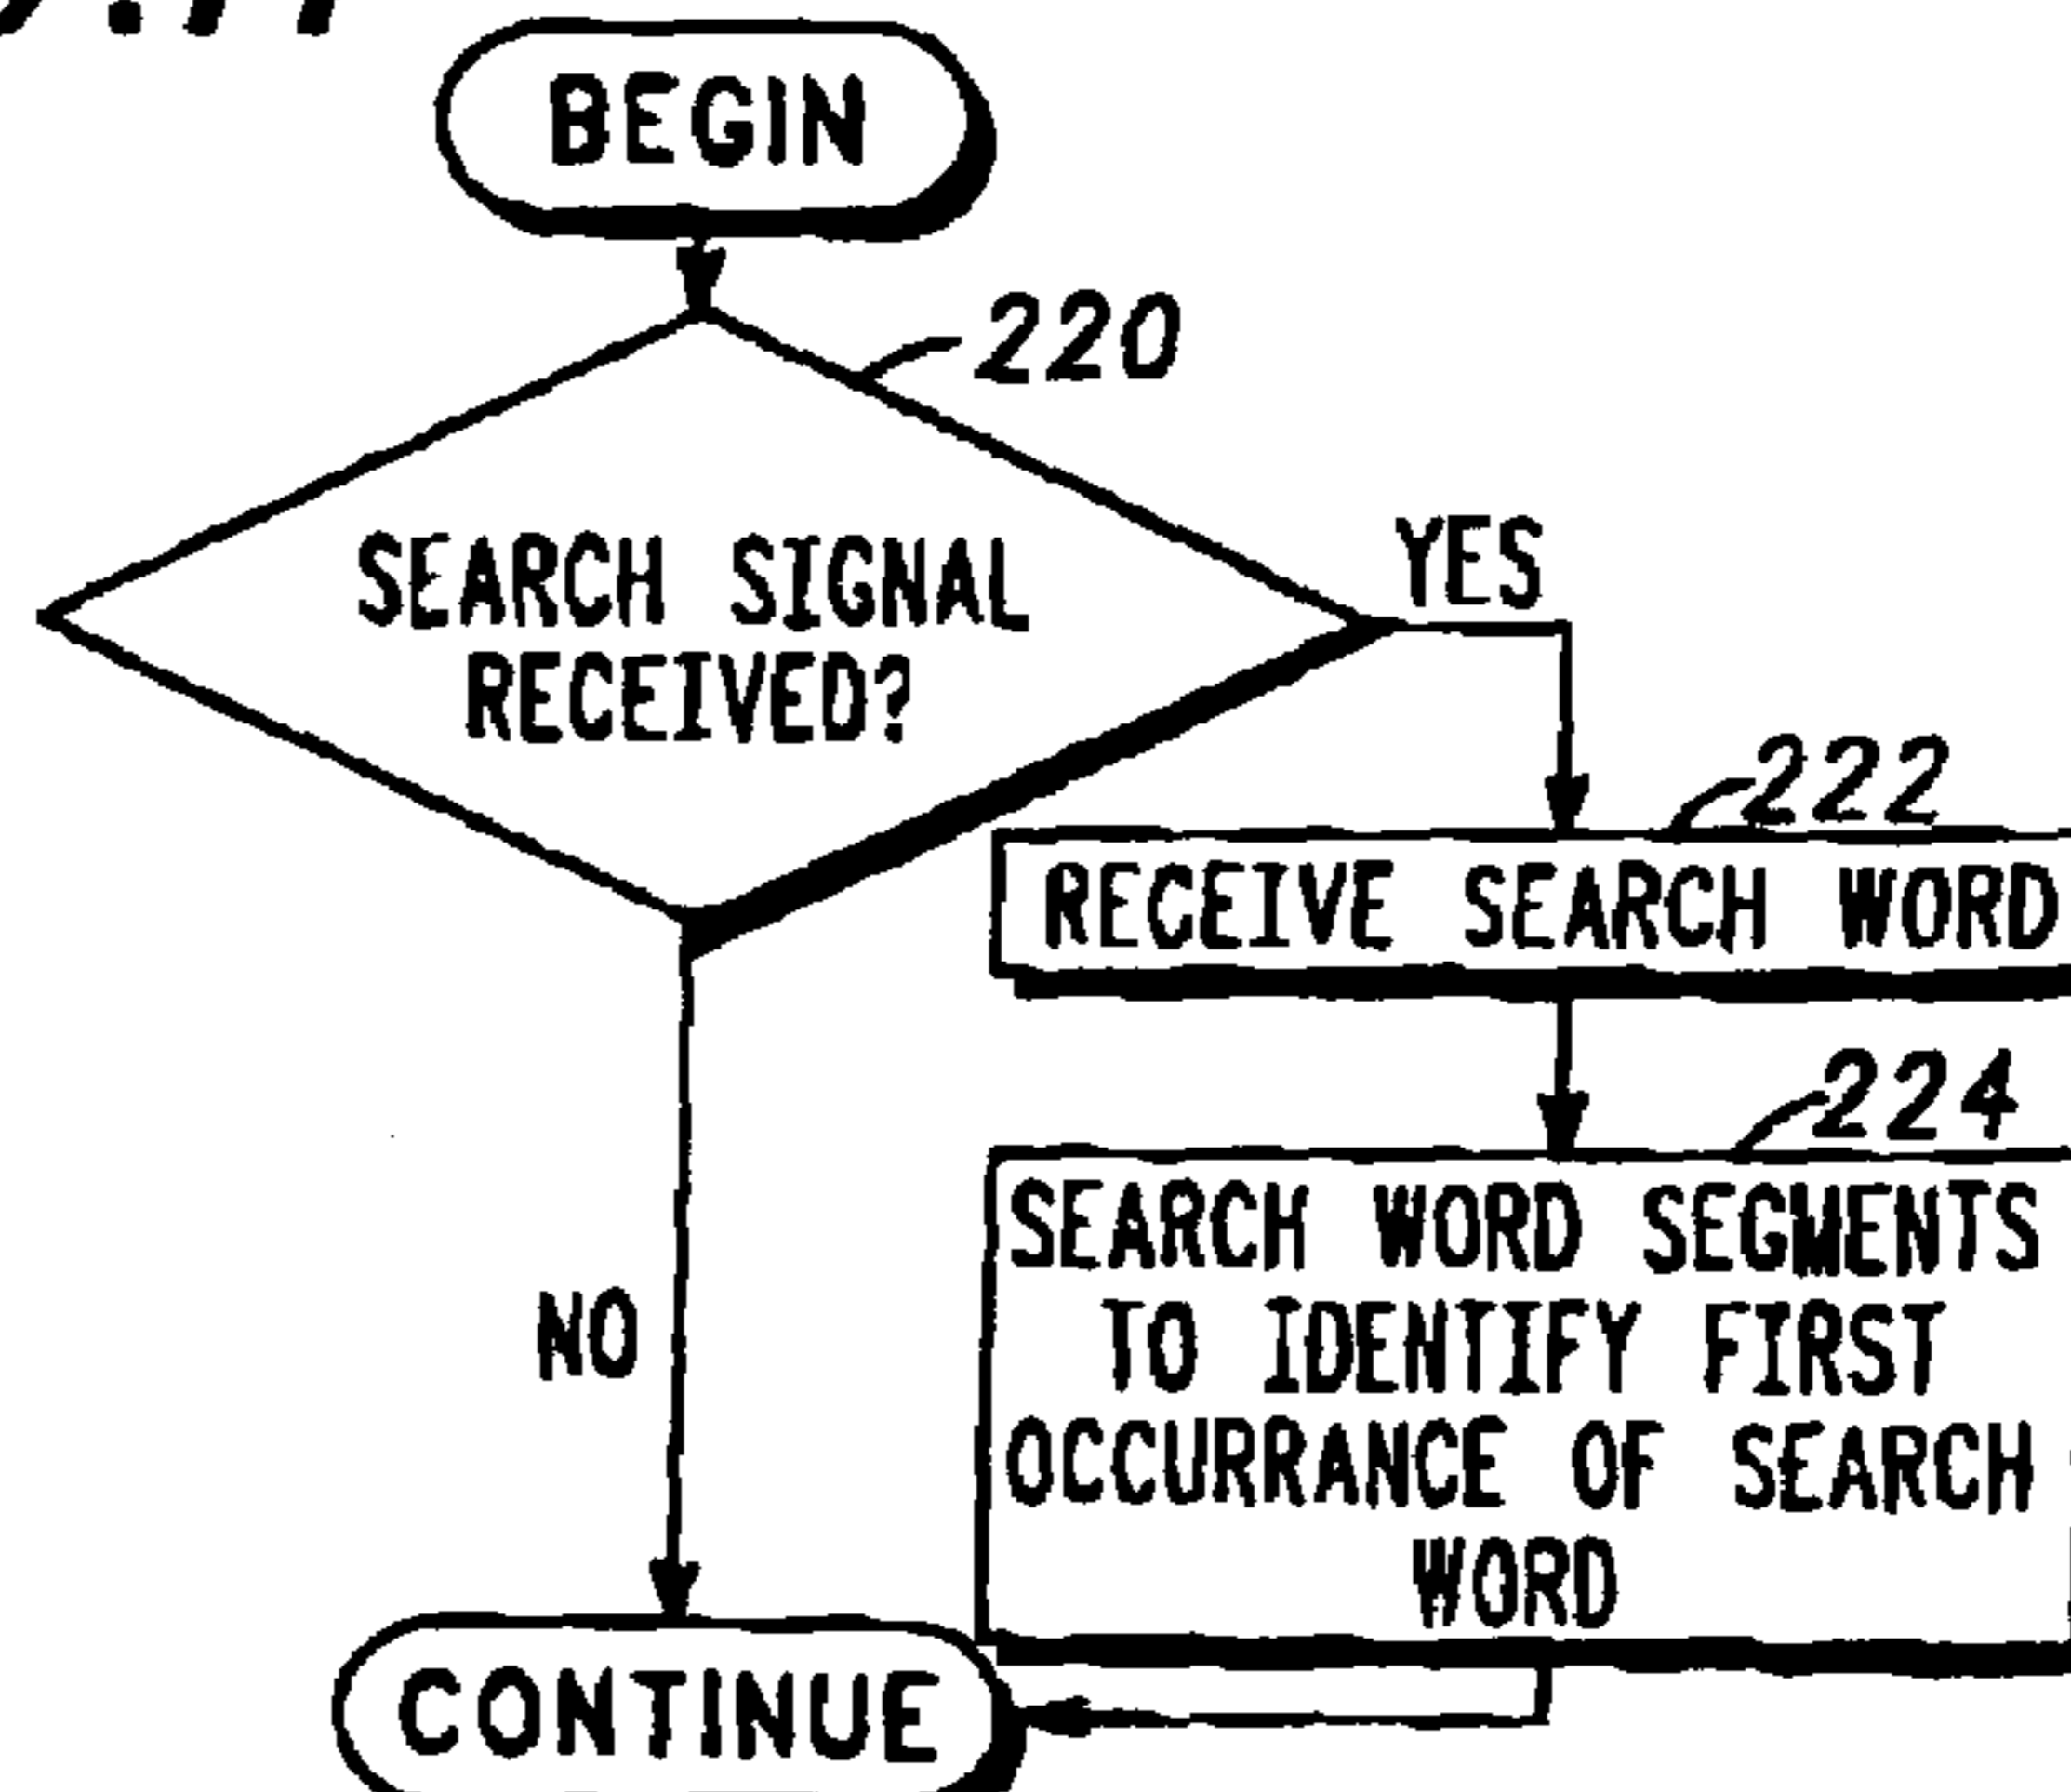 BEGIN
220
SEARCH SIGNAL
RECEIVED?
YES
222
RECEIVE SEARCH WORD
224
SEARCH WORD SEGMENTS
TO IDENTIFY FIRST
OCCURRANCE OF SEARCH
WORD
NO
CONTINUE